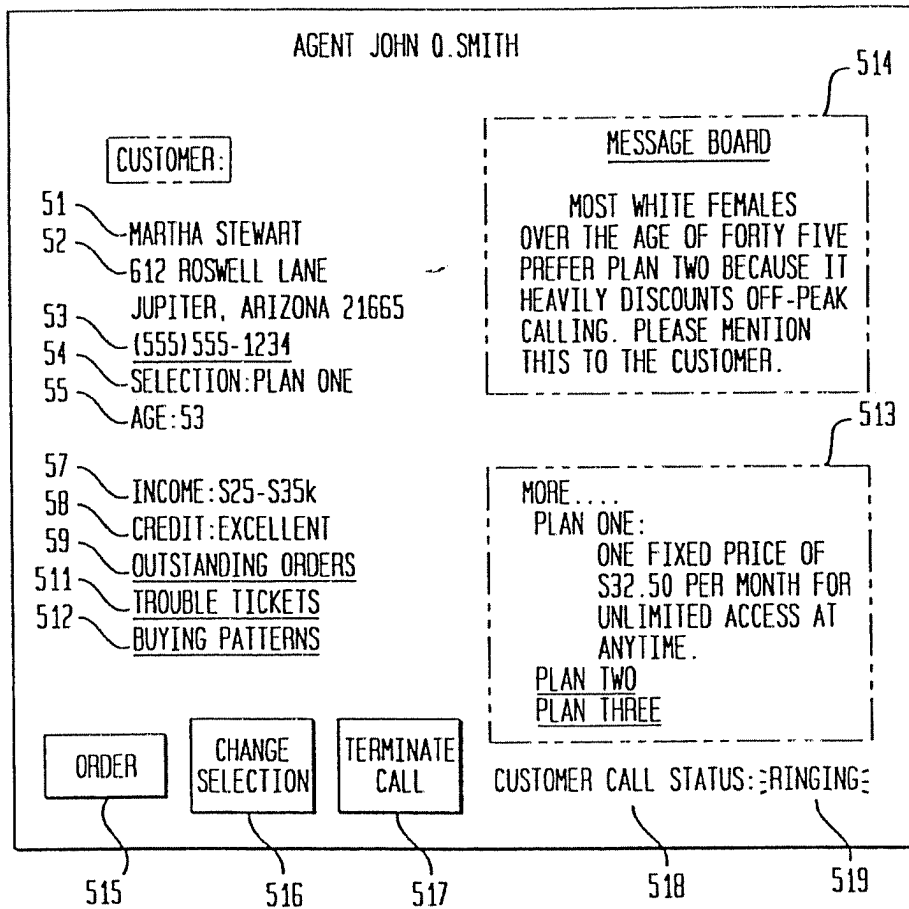 AGENT JOHN Q.SMITH
514
CUSTOMER:
MESSAGE BOARD
MOST WHITE FEMALES
OVER THE AGE OF FORTY FIVE
PREFER PLAN TWO BECAUSE IT
HEAVILY DISCOUNTS OFF-PEAK
CALLING. PLEASE MENTION
THIS TO THE CUSTOMER.
51
MARTHA STEWART
52
612 ROSWELL LANE
JUPITER, ARIZONA 21665
53
(555)555-1234
54
SELECTION:PLAN ONE
55
AGE:53
513
57
INCOME:S25-S35k
58
CREDIT:EXCELLENT
59
OUTSTANDING ORDERS
511
TROUBLE TICKETS
512
BUYING PATTERNS
MORE....
PLAN ONE:
ONE FIXED PRICE OF
S32.50 PER MONTH FOR
UNLIMITED ACCESS AT
ANYTIME.
PLAN TWO
PLAN THREE
ORDER
CHANGE
SELECTION
TERMINATE
CALL
CUSTOMER CALL STATUS: RINGING
515
516
517
518
519